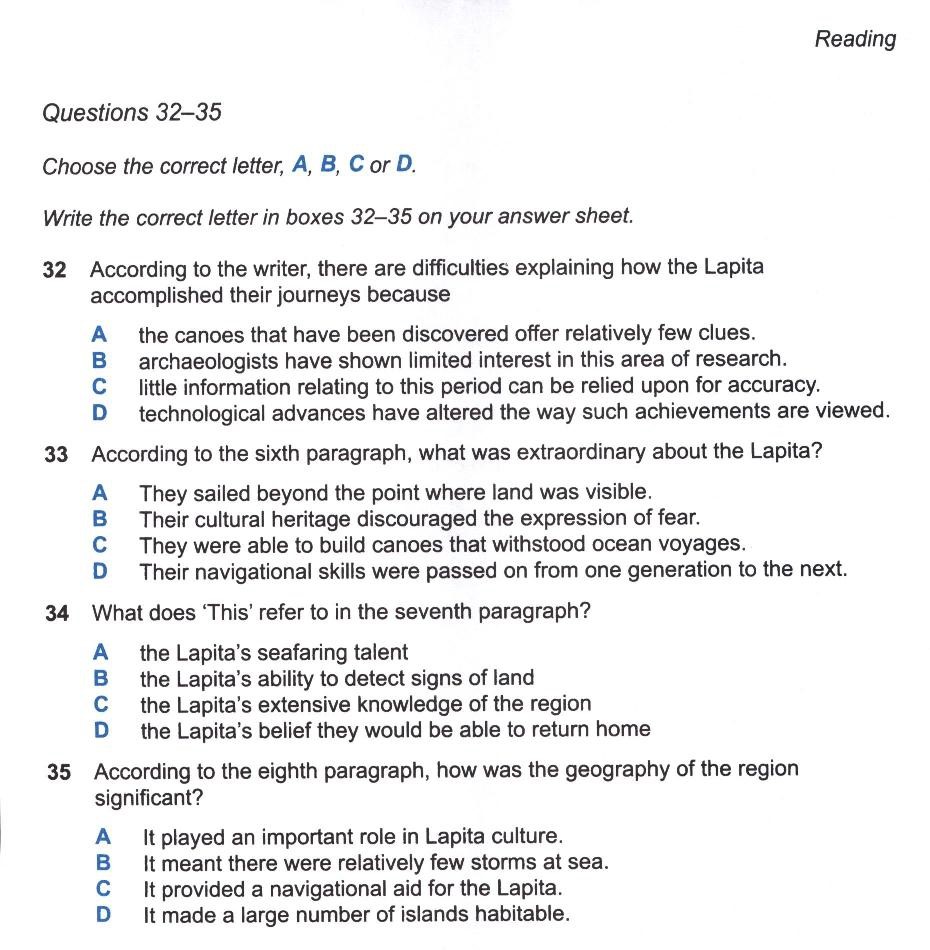 Reading
Questions 32–35
Choose the correct letter, A, B, C or D.
Write the correct letter in boxes 32–35 on your answer sheet.
32 According to the writer, there are difficulties explaining how the Lapita
accomplished their journeys because
A the canoes that have been discovered offer relatively few clues.
B archaeologists have shown limited interest in this area of research.
C little information relating to this period can be relied upon for accuracy.
D technological advances have altered the way such achievements are viewed.
33 According to the sixth paragraph, what was extraordinary about the Lapita?
A They sailed beyond the point where land was visible.
B Their cultural heritage discouraged the expression of fear.
C They were able to build canoes that withstood ocean voyages.
D Their navigational skills were passed on from one generation to the next.
34 What does ‘This’ refer to in the seventh paragraph?
A the Lapita’s seafaring talent
B the Lapita’s ability to detect signs of land
C the Lapita’s extensive knowledge of the region
D the Lapita’s belief they would be able to return home
35 According to the eighth paragraph, how was the geography of the region
significant?
A It played an important role in Lapita culture.
B It meant there were relatively few storms at sea.
C It provided a navigational aid for the Lapita.
D It made a large number of islands habitable.